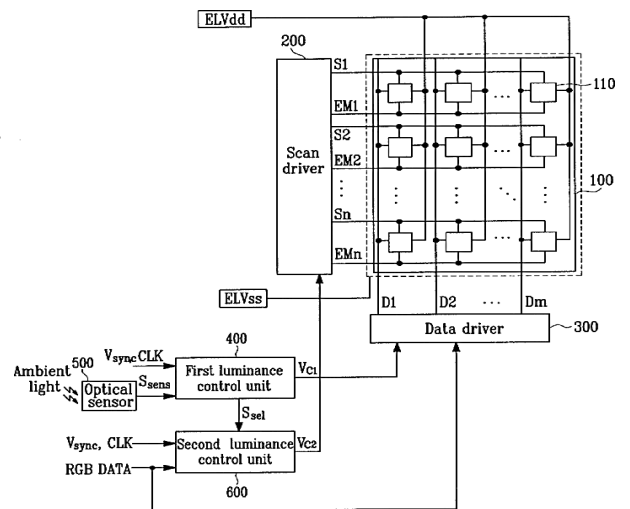 ELVdd
200
S1
110
EM1
S2
Scan
driver
EM2
100
Sn
EMn
ELVss
D1 D2 ... Dm
Data driver
300
400
Vsync CLK
First luminance
control unit
VC1
Ambient
light
500
Optical
sensor
Ssens
Ssel
Vsync, CLK
Second luminance
control unit
VC2
RGB DATA
600